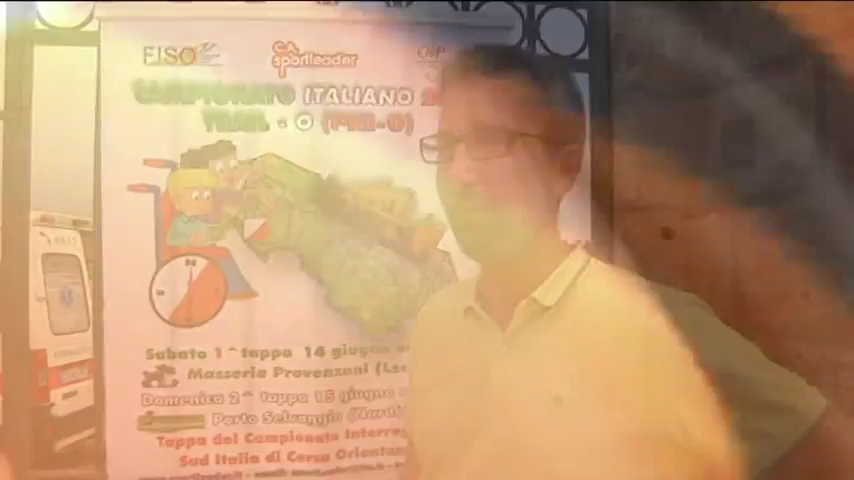 FISO
C.A. sportleader
CAMPIONATO ITALIANO
TRAIL - O (PRE-O)
Sabato 1^tappa 14 giugno
Masseria Provenzani
Domenica 2^tappa 15 giugno
Porto Selvaggio (Nardò
Tappa del Campionato
Sud Italia di Corsa